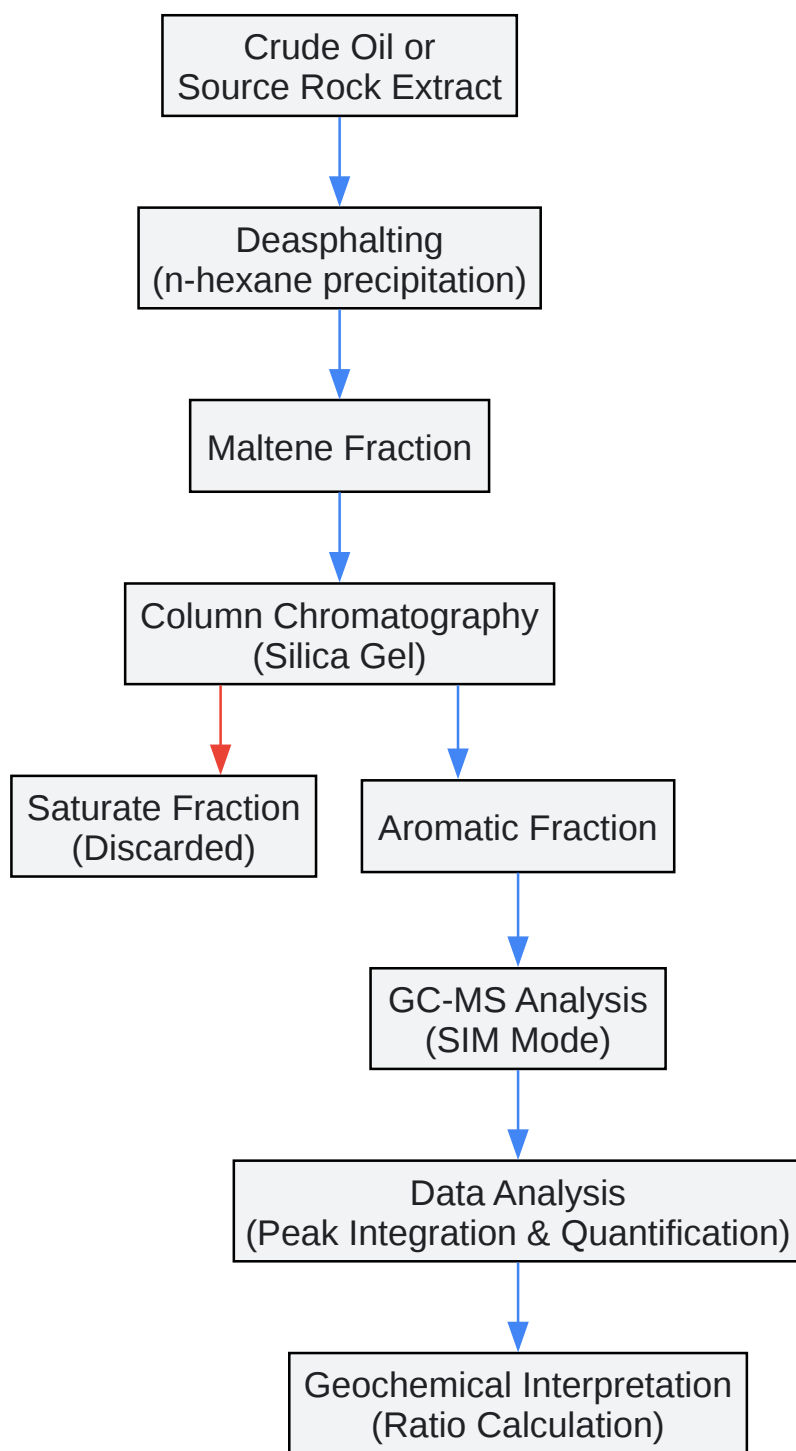 Crude Oil or
Source Rock Extract
Deasphalting
(n-hexane precipitation)
Maltene Fraction
Column Chromatography
(Silica Gel)
Saturate Fraction
(Discarded)
Aromatic Fraction
GC-MS Analysis
(SIM Mode)
Data Analysis
(Peak Integration & Quantification)
Geochemical Interpretation
(Ratio Calculation)